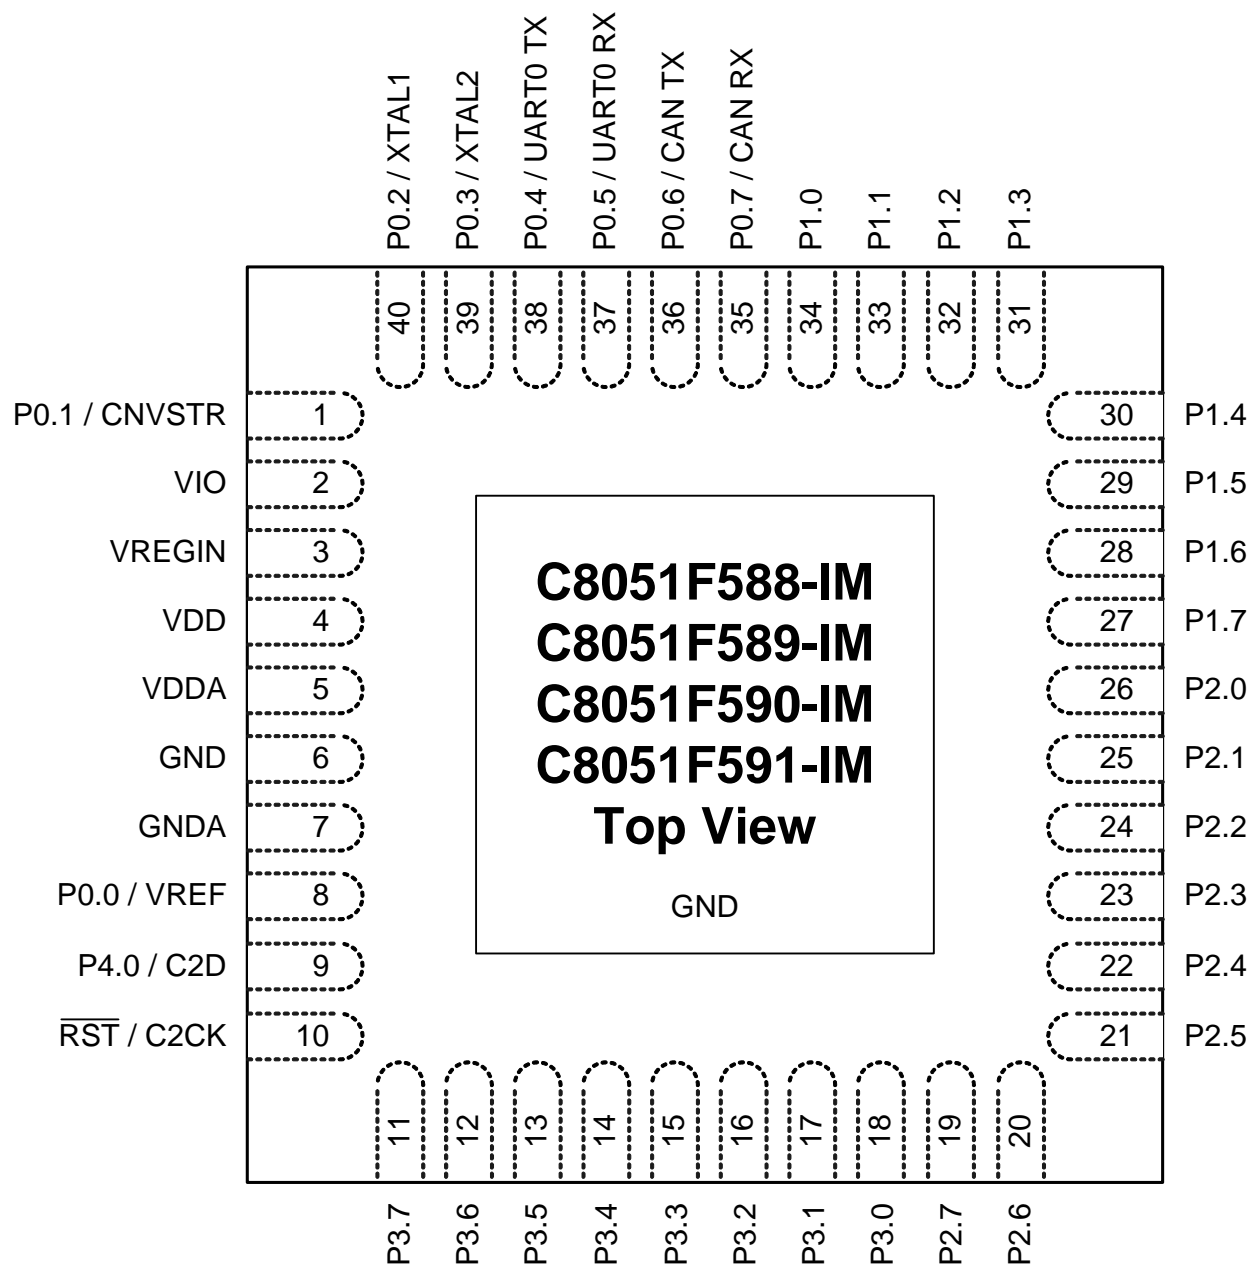 P0.2 / XTAL1
P0.3 / XTAL2
P0.4 / UART0 TX
P0.5 / UART0 RX
P0.6 / CAN TX
P0.7 / CAN RX
P1.0
P1.1
P1.2
P1.3
40
39
38
37
36
35
34
33
32
31
P0.1 / CNVSTR 1
VIO 2
VREGIN 3
VDD 4
VDDA 5
GND 6
GNDA 7
P0.0 / VREF 8
P4.0 / C2D 9
R̅S̅T̅ / C2CK 10
C8051F588-IM
C8051F589-IM
C8051F590-IM
C8051F591-IM
Top View
GND
30 P1.4
29 P1.5
28 P1.6
27 P1.7
26 P2.0
25 P2.1
24 P2.2
23 P2.3
22 P2.4
21 P2.5
11
12
13
14
15
16
17
18
19
20
P3.7
P3.6
P3.5
P3.4
P3.3
P3.2
P3.1
P3.0
P2.7
P2.6